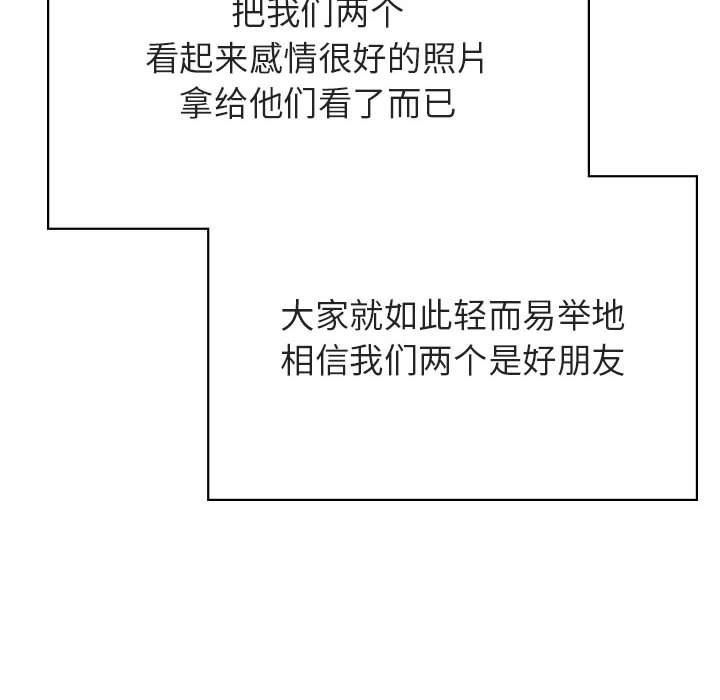 把我们两个
看起来感情很好的照片
拿给他们看了而已
大家就如此轻而易举地
相信我们两个是好朋友